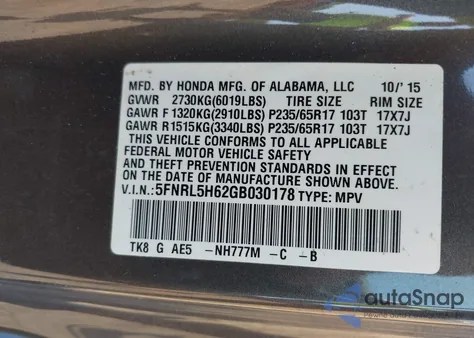 MFD. BY HONDA MFG. OF ALABAMA, LLC 10/'15
GVWR 2730KG(6019LBS) TIRE SIZE RIM SIZE
GAWR F 1320KG(2910LBS) P235/65R17 103T 17X7J
GAWR R1515KG(3340LBS) P235/65R17 103T 17X7J
THIS VEHICLE CONFORMS TO ALL APPLICABLE
FEDERAL MOTOR VEHICLE SAFETY
AND THEFT PREVENTION STANDARDS IN EFFECT
ON THE DATE OF MANUFACTURE SHOWN ABOVE.
V.I.N.: 5FNRL5H62GB030178 TYPE: MPV
TK8 G AE5 -NH777M -C -B
autoSnap